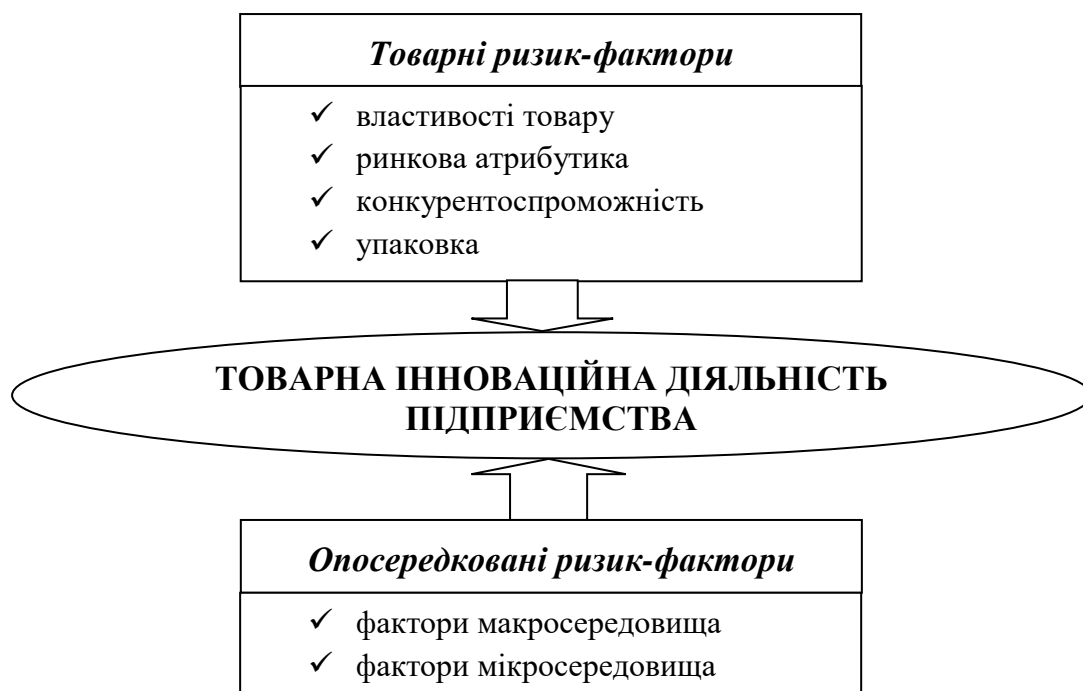 Товарні ризик-фактори
✓ властивості товару
✓ ринкова атрибутика
✓ конкурентоспроможність
✓ упаковка
ТОВАРНА ІННОВАЦІЙНА ДІЯЛЬНІСТЬ
ПІДПРИЄМСТВА
Опосередковані ризик-фактори
✓ фактори макросередовища
✓ фактори мікросередовища